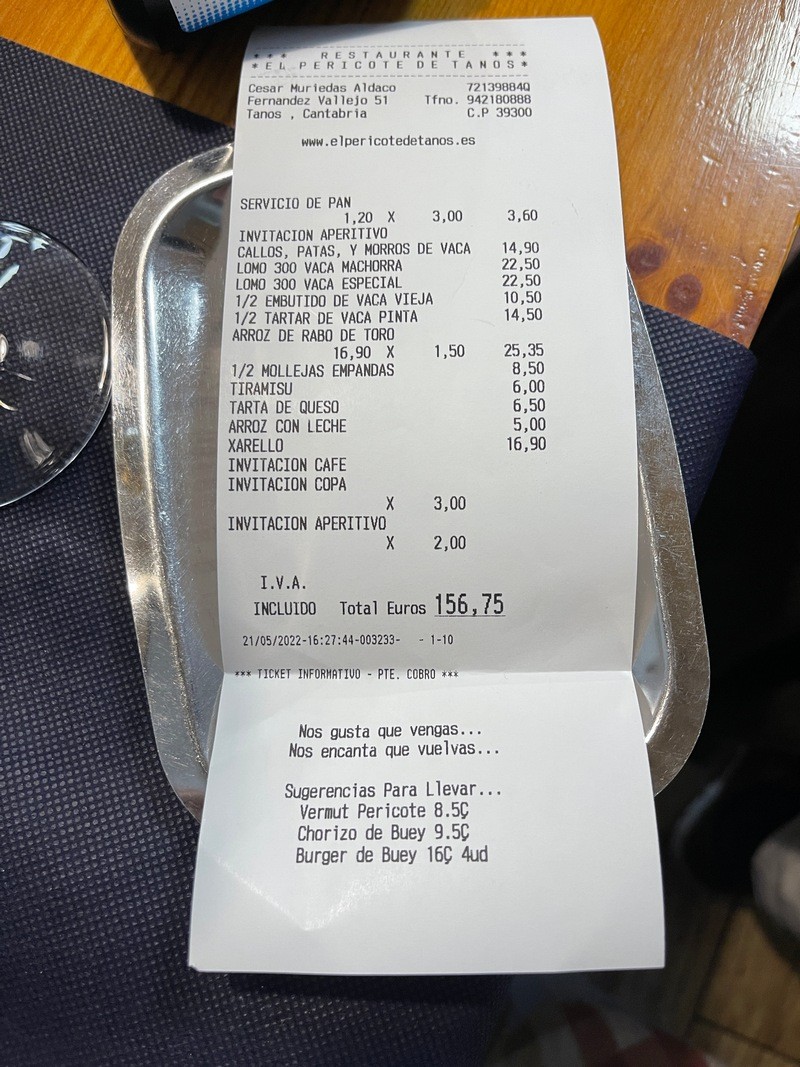 *** RESTAURANTE ***
*EL PERICOTE DE TANOS*
Cesar Muriedas Aldaco 72139884Q
Fernandez Vallejo 51 Tfno. 942180888
Tanos , Cantabria C.P 39300
www.elpericotedetanos.es
SERVICIO DE PAN
1,20 X 3,00 3,60
INVITACION APERITIVO
CALLOS, PATAS, Y MORROS DE VACA 14,90
LOMO 300 VACA MACHORRA 22,50
LOMO 300 VACA ESPECIAL 22,50
1/2 EMBUTIDO DE VACA VIEJA 10,50
1/2 TARTAR DE VACA PINTA 14,50
ARROZ DE RABO DE TORO
16,90 X 1,50 25,35
1/2 MOLLEJAS EMPANDAS 8,50
TIRAMISU 6,00
TARTA DE QUESO 6,50
ARROZ CON LECHE 5,00
XARELLO 16,90
INVITACION CAFE
INVITACION COPA
X 3,00
INVITACION APERITIVO
X 2,00
I.V.A.
INCLUIDO Total Euros 156,75
21/05/2022-16:27:44-003233- - 1-10
*** TICKET INFORMATIVO - PTE. COBRO ***
Nos gusta que vengas...
Nos encanta que vuelvas...
Sugerencias Para Llevar...
Vermut Pericote 8.5Ç
Chorizo de Buey 9.5Ç
Burger de Buey 16Ç 4ud